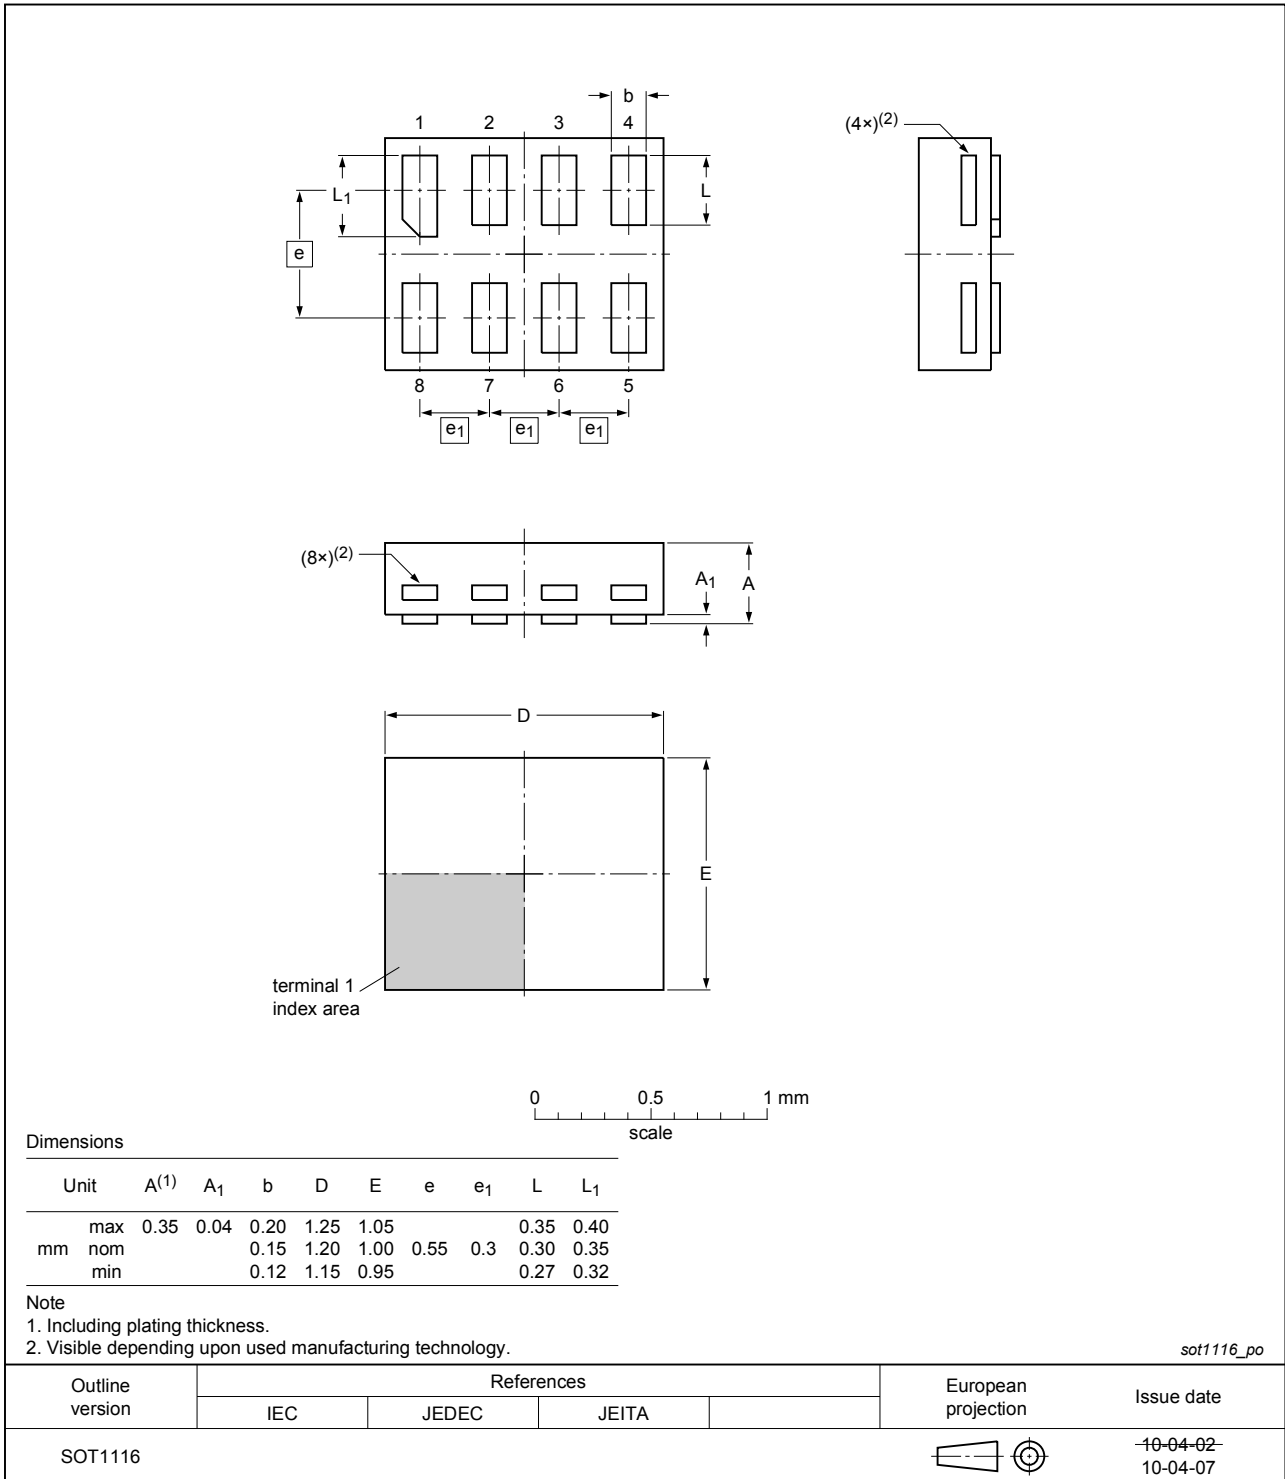 b
1 2 3 4
(4×)(2)
L1
L
e
8 7 6 5
e1 e1 e1
(8×)(2)
A1
A
D
E
terminal 1
index area
0 0.5 1 mm
scale
Dimensions
Unit A(1) A1 b D E e e1 L L1
max 0.35 0.04 0.20 1.25 1.05 0.35 0.40
mm nom 0.15 1.20 1.00 0.55 0.3 0.30 0.35
min 0.12 1.15 0.95 0.27 0.32
Note
1. Including plating thickness.
2. Visible depending upon used manufacturing technology.
sot1116_po
Outline
version
References
IEC JEDEC JEITA
European
projection
Issue date
SOT1116
10-04-02
10-04-07